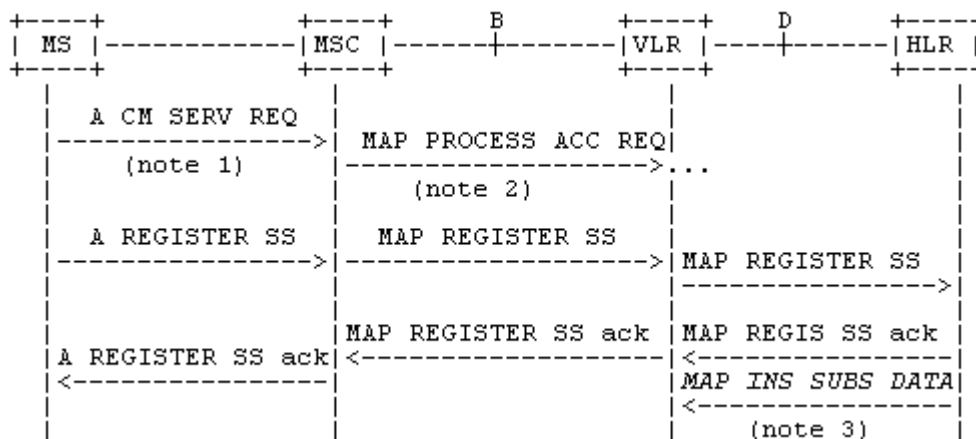 B D
MS MSC VLR HLR
A CM SERV REQ
MAP PROCESS ACC REQ
(note 1) ...
(note 2)
A REGISTER SS MAP REGISTER SS
MAP REGISTER SS
MAP REGISTER SS ack MAP REGIS SS ack
A REGISTER SS ack
MAP INS SUBS DATA
(note 3)